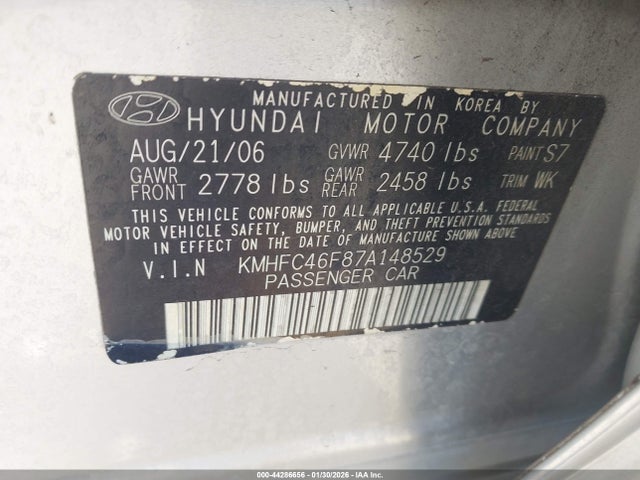 MANUFACTURED IN KOREA BY
HYUNDAI MOTOR COMPANY
AUG/21/06 GVWR 4740 lbs PAINT S7
GAWR FRONT 2778 lbs GAWR REAR 2458 lbs TRIM WK
THIS VEHICLE CONFORMS TO ALL APPLICABLE U.S.A. FEDERAL
MOTOR VEHICLE SAFETY, BUMPER, AND THEFT PREVENTION STANDARDS
IN EFFECT ON THE DATE OF MANUFACTURE SHOWN ABOVE.
V.I.N KMHFC46F87A148529
PASSENGER CAR
000-44286656 - 01/30/2026 - IAA Inc.